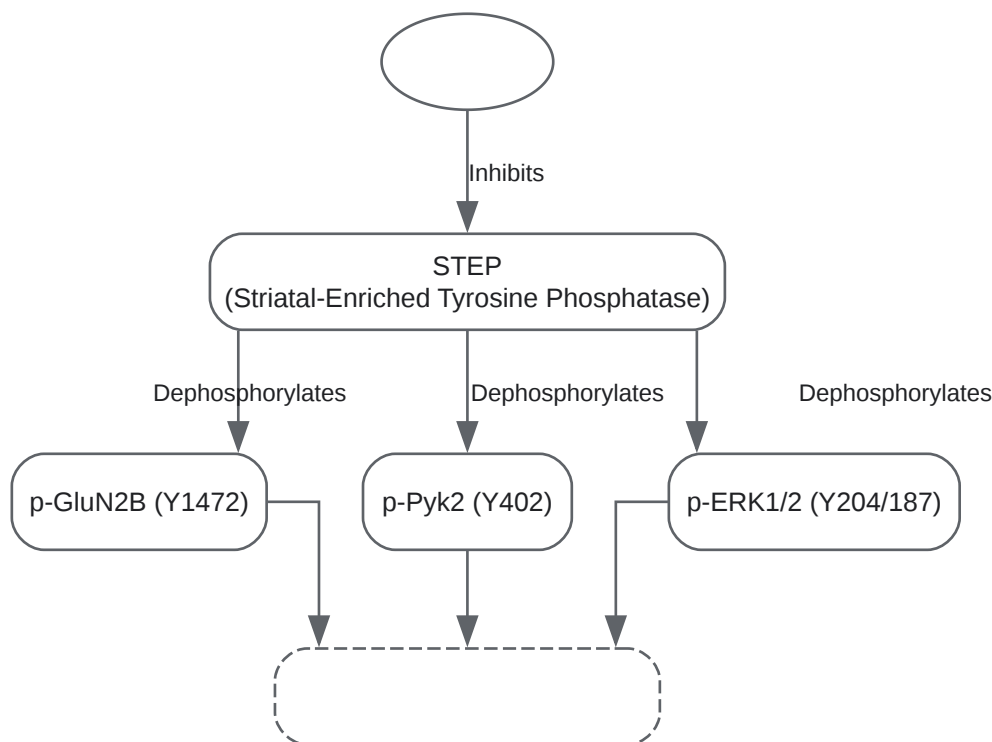 Inhibits
STEP
(Striatal-Enriched Tyrosine Phosphatase)
Dephosphorylates
Dephosphorylates
Dephosphorylates
p-GluN2B (Y1472)
p-Pyk2 (Y402)
p-ERK1/2 (Y204/187)